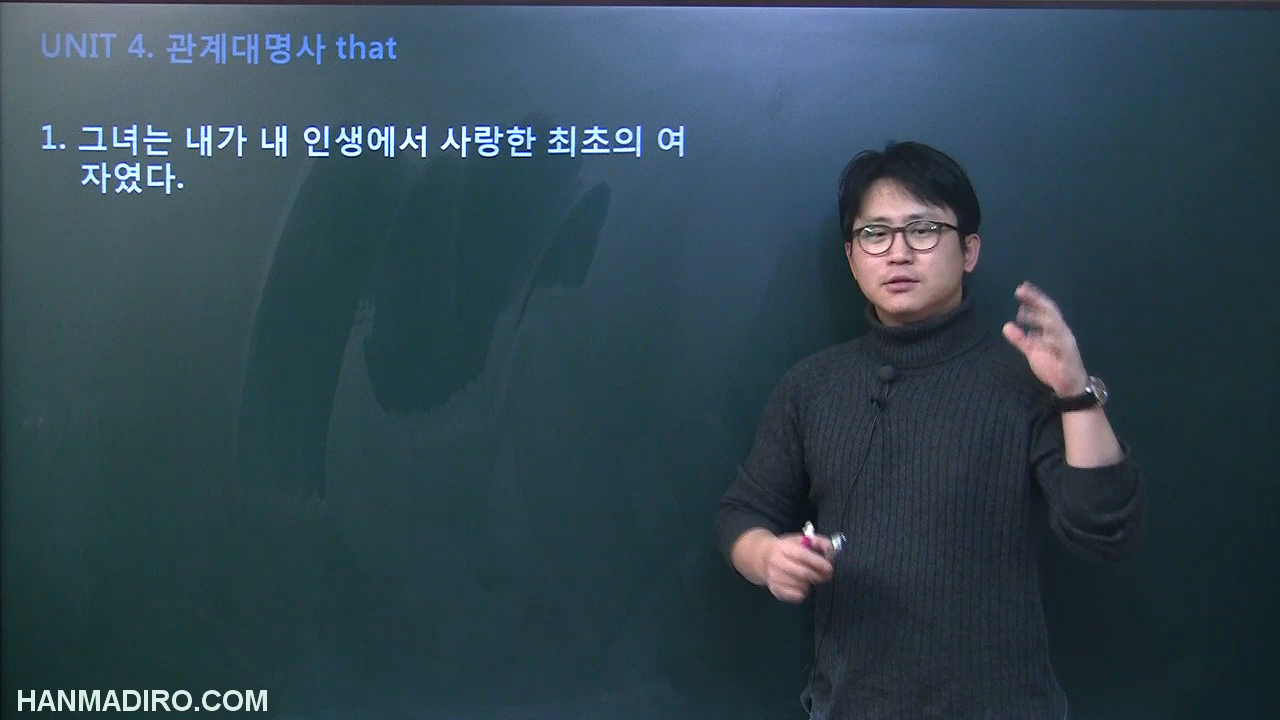 UNIT 4. 관계대명사 that
1. 그녀는 내가 내 인생에서 사랑한 최초의 여
자였다.
HANMADIRO.COM